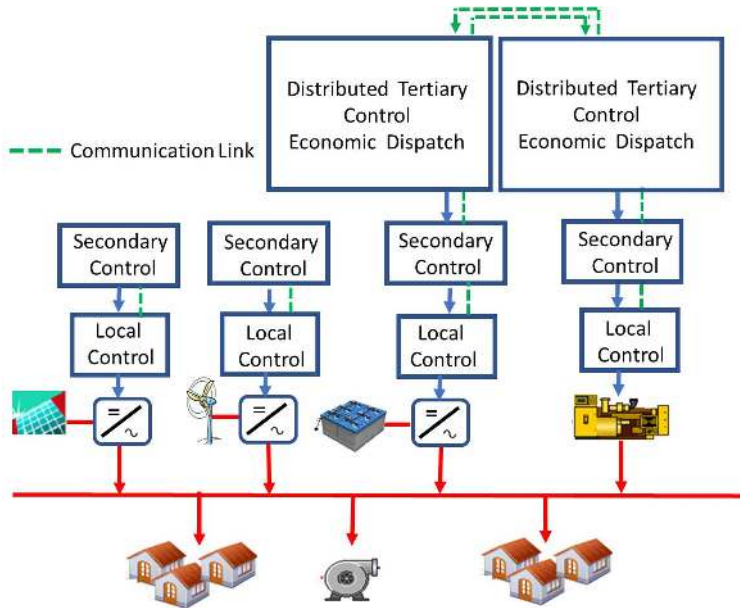 Distributed Tertiary
Control
Economic Dispatch
Distributed Tertiary
Control
Economic Dispatch
Communication Link
Secondary
Control
Secondary
Control
Secondary
Control
Secondary
Control
Local
Control
Local
Control
Local
Control
Local
Control
=
~
=
~
=
~